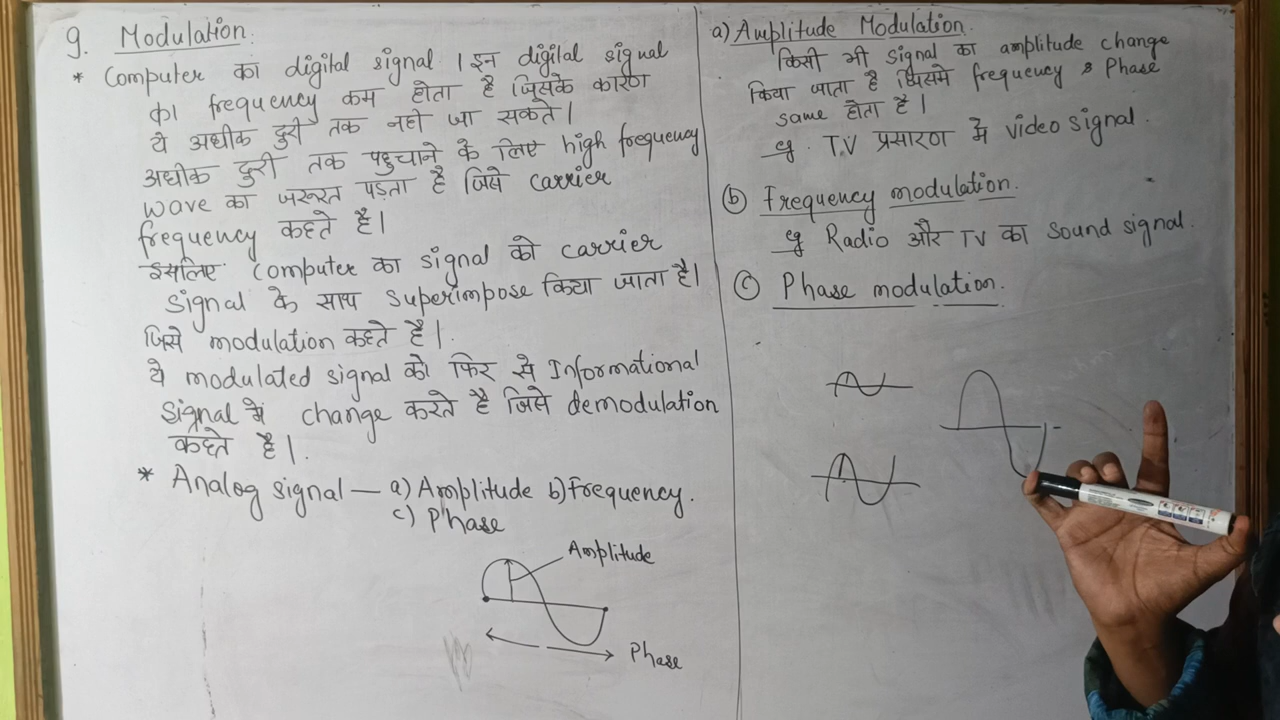 9. Modulation:
* Computer का digital signal । इन digital signal
का frequency कम होता है जिसके कारण
ये अधीक दुरी तक नही जा सकते।
अधीक दुरी तक पहुचाने के लिए high frequency
wave का जरूरत पड़ता है जिसे carrier
frequency कहते है।
इसलिए computer का signal को carrier
signal के साथ superimpose किया जाता है।
जिसे modulation कहते है।
ये modulated signal को फिर से Informational
signal में change करते है जिसे demodulation
कहते है।
* Analog signal — a) Amplitude b) Frequency.
c) Phase
Amplitude
Phase
a) Amplitude Modulation.
किसी भी signal का amplitude change
किया जाता है जिसमे frequency & Phase
same होता है।
eg. T.V प्रसारण मे video signal.
(b) Frequency modulation.
eg Radio और TV का sound signal.
(c) Phase modulation.